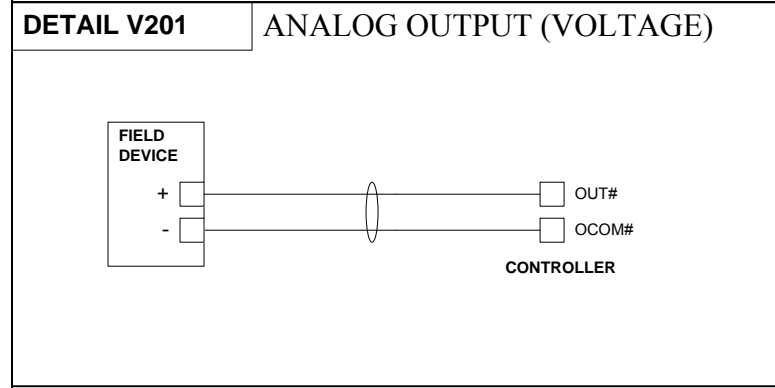 DETAIL V201
ANALOG OUTPUT (VOLTAGE)
FIELD
DEVICE
+
-
OUT#
OCOM#
CONTROLLER